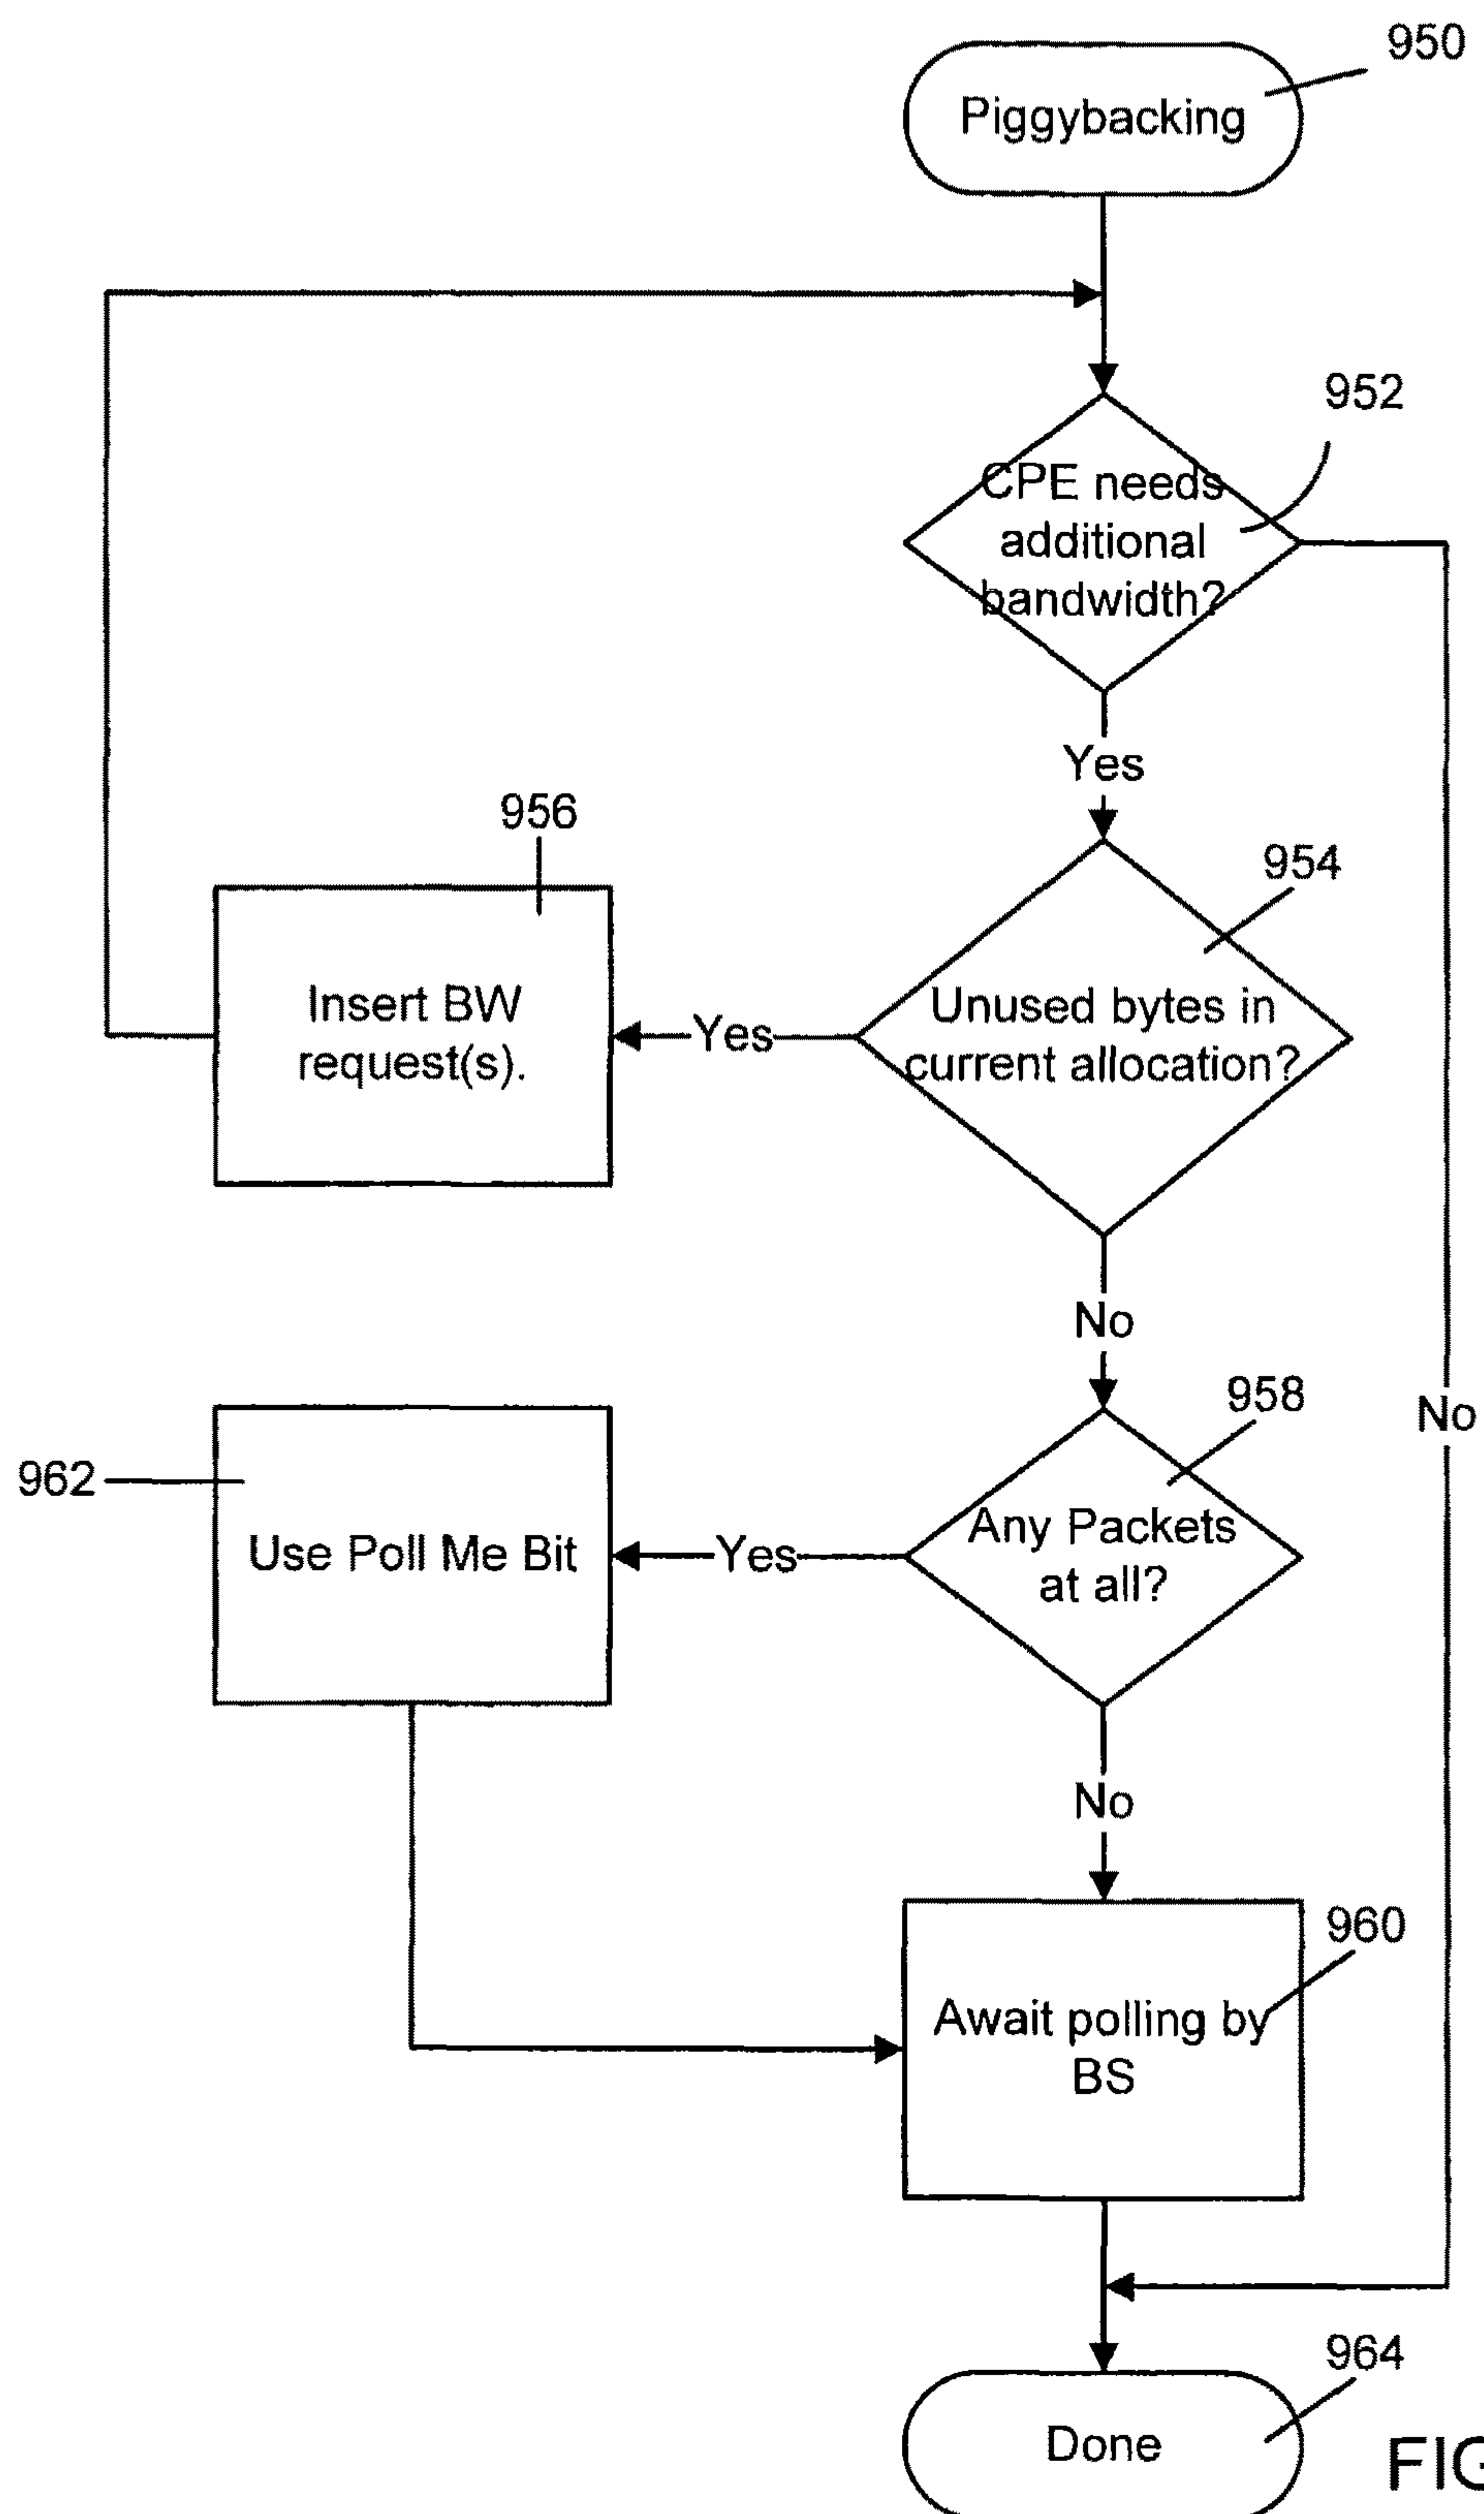 950
Piggybacking
952
CPE needs
additional
bandwidth?
Yes
956
954
Insert BW
request(s).
Yes
Unused bytes in
current allocation?
No
958
No
962
Use Poll Me Bit
Yes
Any Packets
at all?
No
960
Await polling by
BS
964
Done
FIG